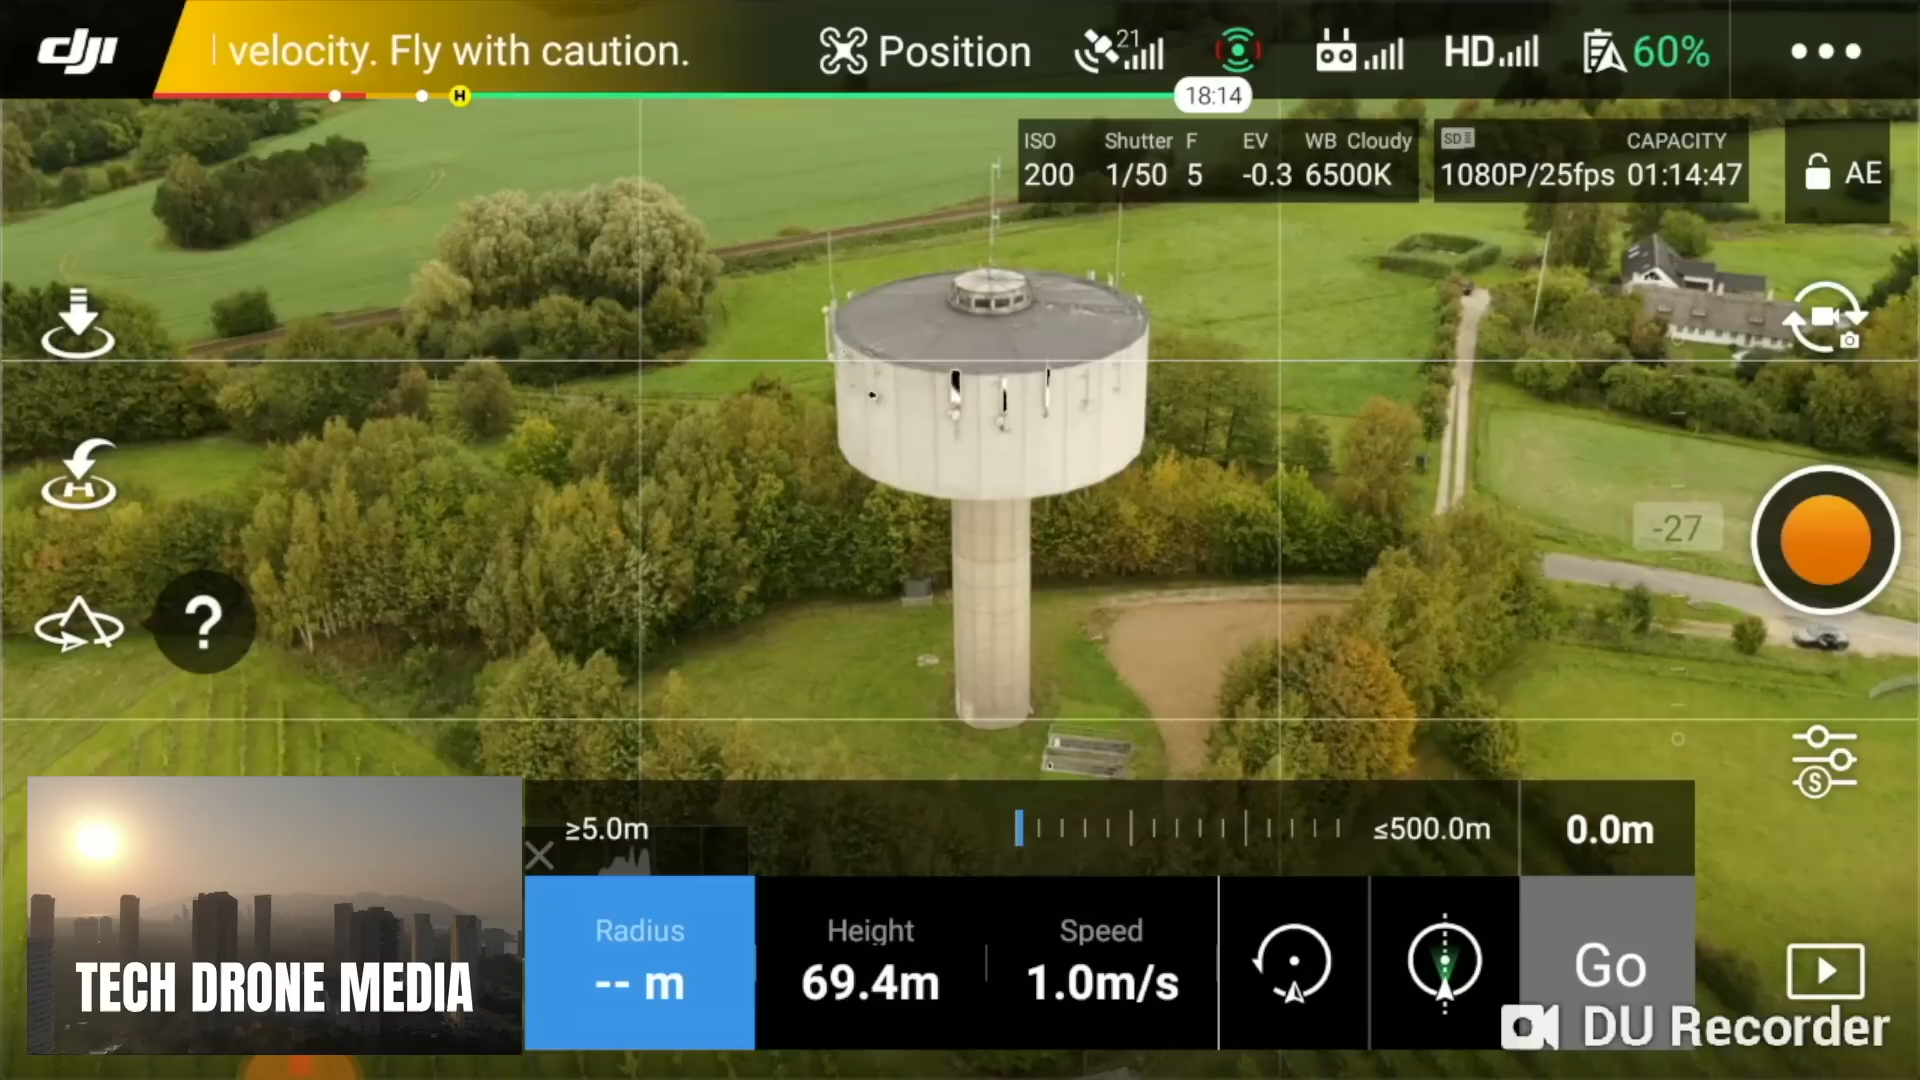 dji
velocity. Fly with caution.
Position
21
HD
60%
H
18:14
ISO
Shutter
F
EV
WB Cloudy
200
1/50
5
-0.3
6500K
SD
CAPACITY
1080P/25fps
01:14:47
AE
H
-27
?
S
≥5.0m
≤500.0m
0.0m
Radius
-- m
Height
69.4m
Speed
1.0m/s
Go
TECH DRONE MEDIA
DU Recorder